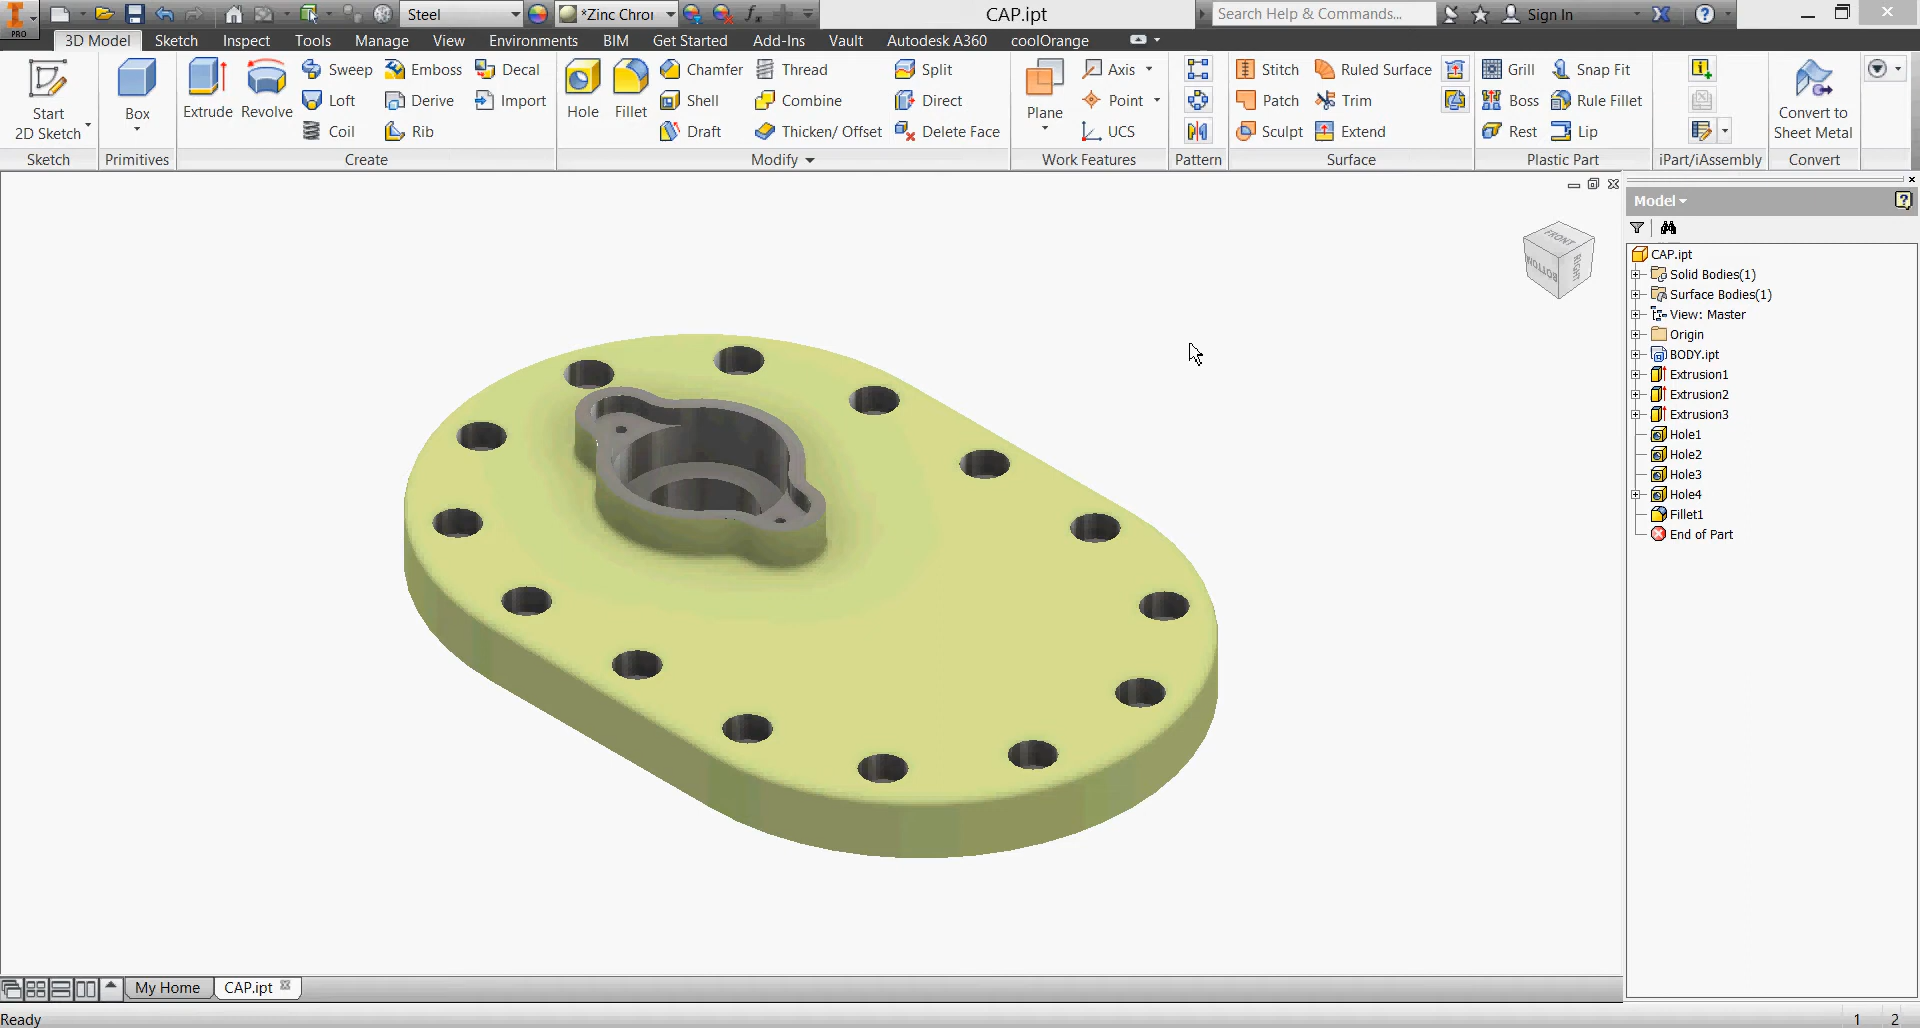 PRO
Steel
*Zinc Chror
fx
CAP.ipt
Search Help & Commands...
Sign In
3D Model Sketch Inspect Tools Manage View Environments BIM Get Started Add-Ins Vault Autodesk A360 coolOrange
Start
2D Sketch
Sketch
Box
Primitives
Extrude
Revolve
Sweep
Loft
Coil
Emboss
Derive
Rib
Decal
Import
Create
Hole
Fillet
Chamfer
Shell
Draft
Thread
Combine
Thicken/ Offset
Split
Direct
Delete Face
Modify
Plane
Axis
Point
UCS
Work Features
Pattern
Stitch
Patch
Sculpt
Ruled Surface
Trim
Extend
Surface
Grill
Boss
Rest
Snap Fit
Rule Fillet
Lip
Plastic Part
iPart/iAssembly
Convert to
Sheet Metal
Convert
FRONT
BOTTOM
RIGHT
Model
CAP.ipt
Solid Bodies(1)
Surface Bodies(1)
View: Master
Origin
BODY.ipt
Extrusion1
Extrusion2
Extrusion3
Hole1
Hole2
Hole3
Hole4
Fillet1
End of Part
My Home
CAP.ipt
Ready
1 2